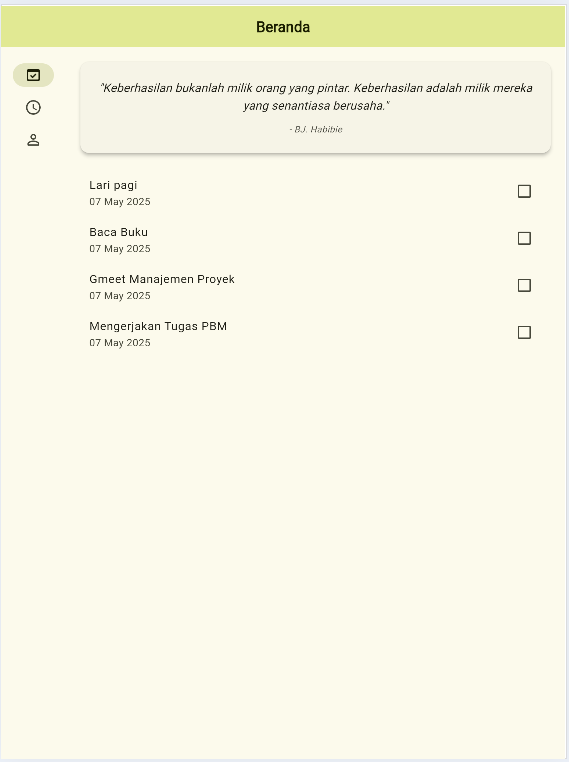 Beranda
"Keberhasilan bukanlah milik orang yang pintar. Keberhasilan adalah milik mereka
yang senantiasa berusaha."
- B.J. Habibie
Lari pagi
07 May 2025
Baca Buku
07 May 2025
Gmeet Manajemen Proyek
07 May 2025
Mengerjakan Tugas PBM
07 May 2025